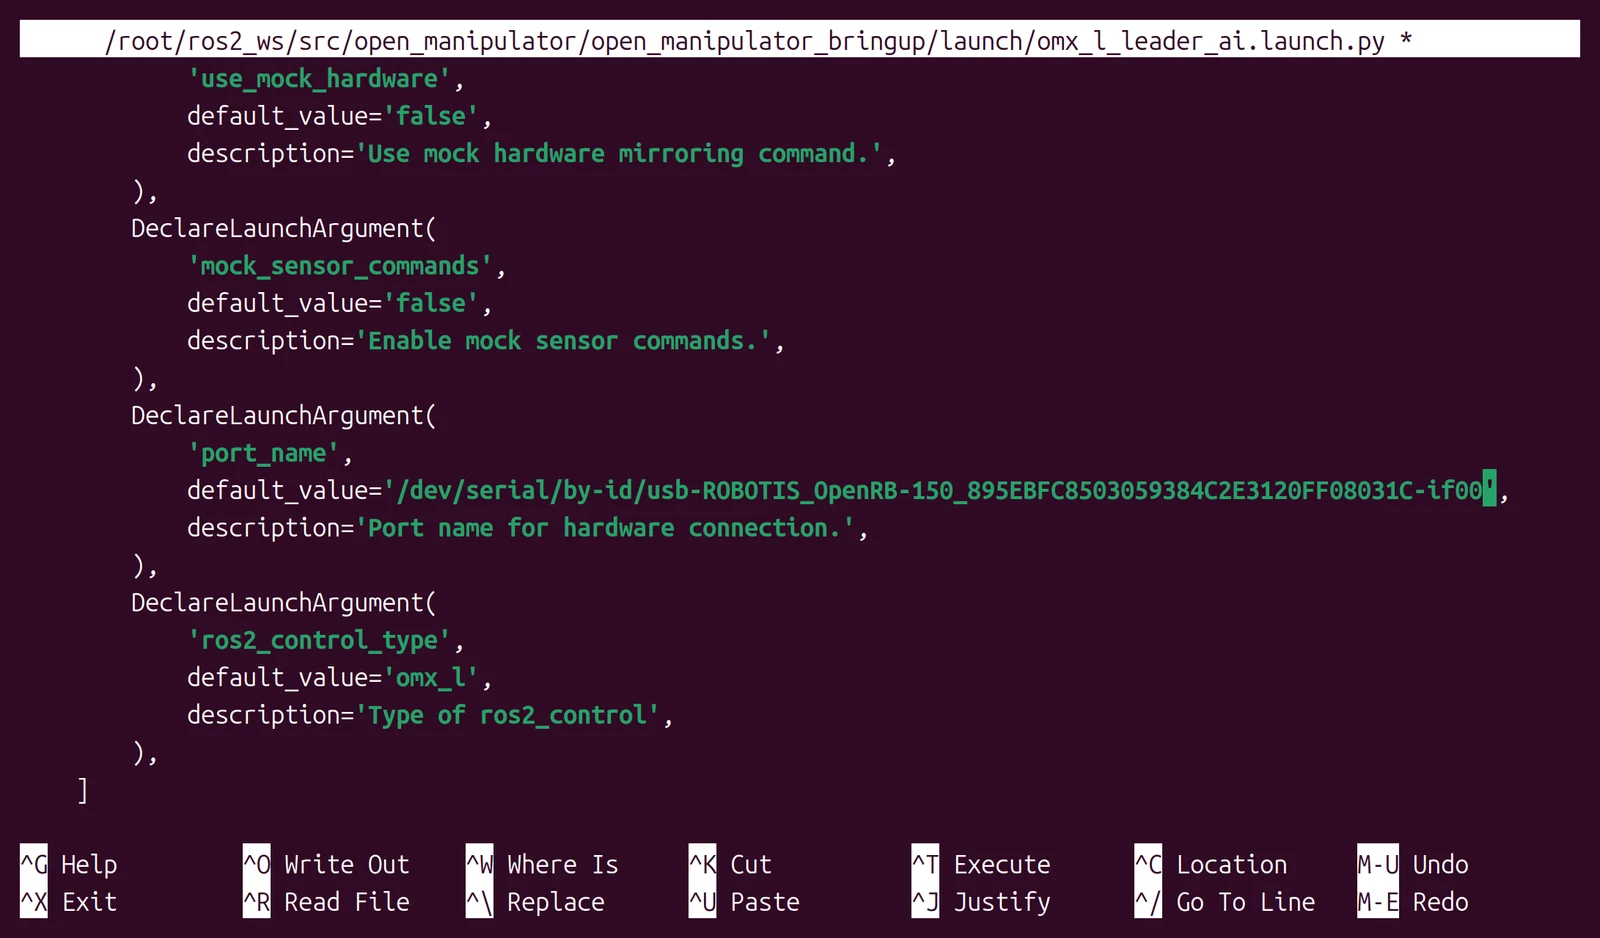 /root/ros2_ws/src/open_manipulator/open_manipulator_bringup/launch/omx_l_leader_ai.launch.py *
'use_mock_hardware',
default_value='false',
description='Use mock hardware mirroring command.',
),
DeclareLaunchArgument(
'mock_sensor_commands',
default_value='false',
description='Enable mock sensor commands.',
),
DeclareLaunchArgument(
'port_name',
default_value='/dev/serial/by-id/usb-ROBOTIS_OpenRB-150_895EBFC8503059384C2E3120FF08031C-if00',
description='Port name for hardware connection.',
),
DeclareLaunchArgument(
'ros2_control_type',
default_value='omx_l',
description='Type of ros2_control',
),
]
^G Help ^O Write Out ^W Where Is ^K Cut ^T Execute ^C Location M-U Undo
^X Exit ^R Read File ^\ Replace ^U Paste ^J Justify ^/ Go To Line M-E Redo